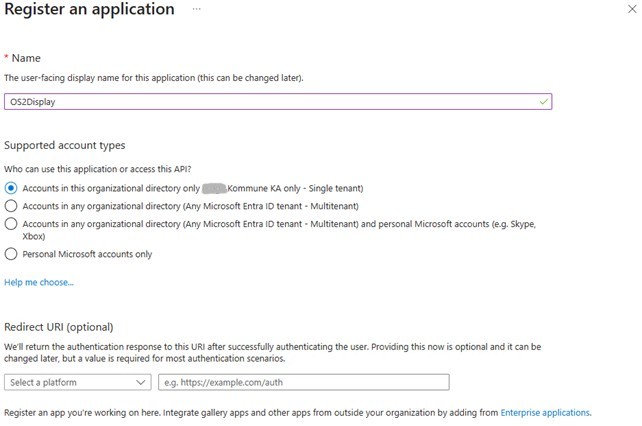 Register an application ...
* Name
The user-facing display name for this application (this can be changed later).
OS2Display
Supported account types
Who can use this application or access this API?
Accounts in this organizational directory only Kommune KA only - Single tenant)
Accounts in any organizational directory (Any Microsoft Entra ID tenant - Multitenant)
Accounts in any organizational directory (Any Microsoft Entra ID tenant - Multitenant) and personal Microsoft accounts (e.g. Skype,
Xbox)
Personal Microsoft accounts only
Help me choose...
Redirect URI (optional)
We'll return the authentication response to this URI after successfully authenticating the user. Providing this now is optional and it can be
changed later, but a value is required for most authentication scenarios.
Select a platform e.g. https://example.com/auth
Register an app you're working on here. Integrate gallery apps and other apps from outside your organization by adding from Enterprise applications.